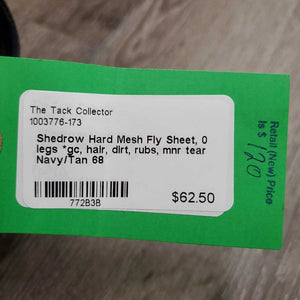 The Tack Collector
1003776-173
Shedrow Hard Mesh Fly Sheet, 0
legs *gc, hair, dirt, rubs, mnr tear
Navy/Tan 68
$62.50
772B3B
Retail (New) Price
Is $ 120